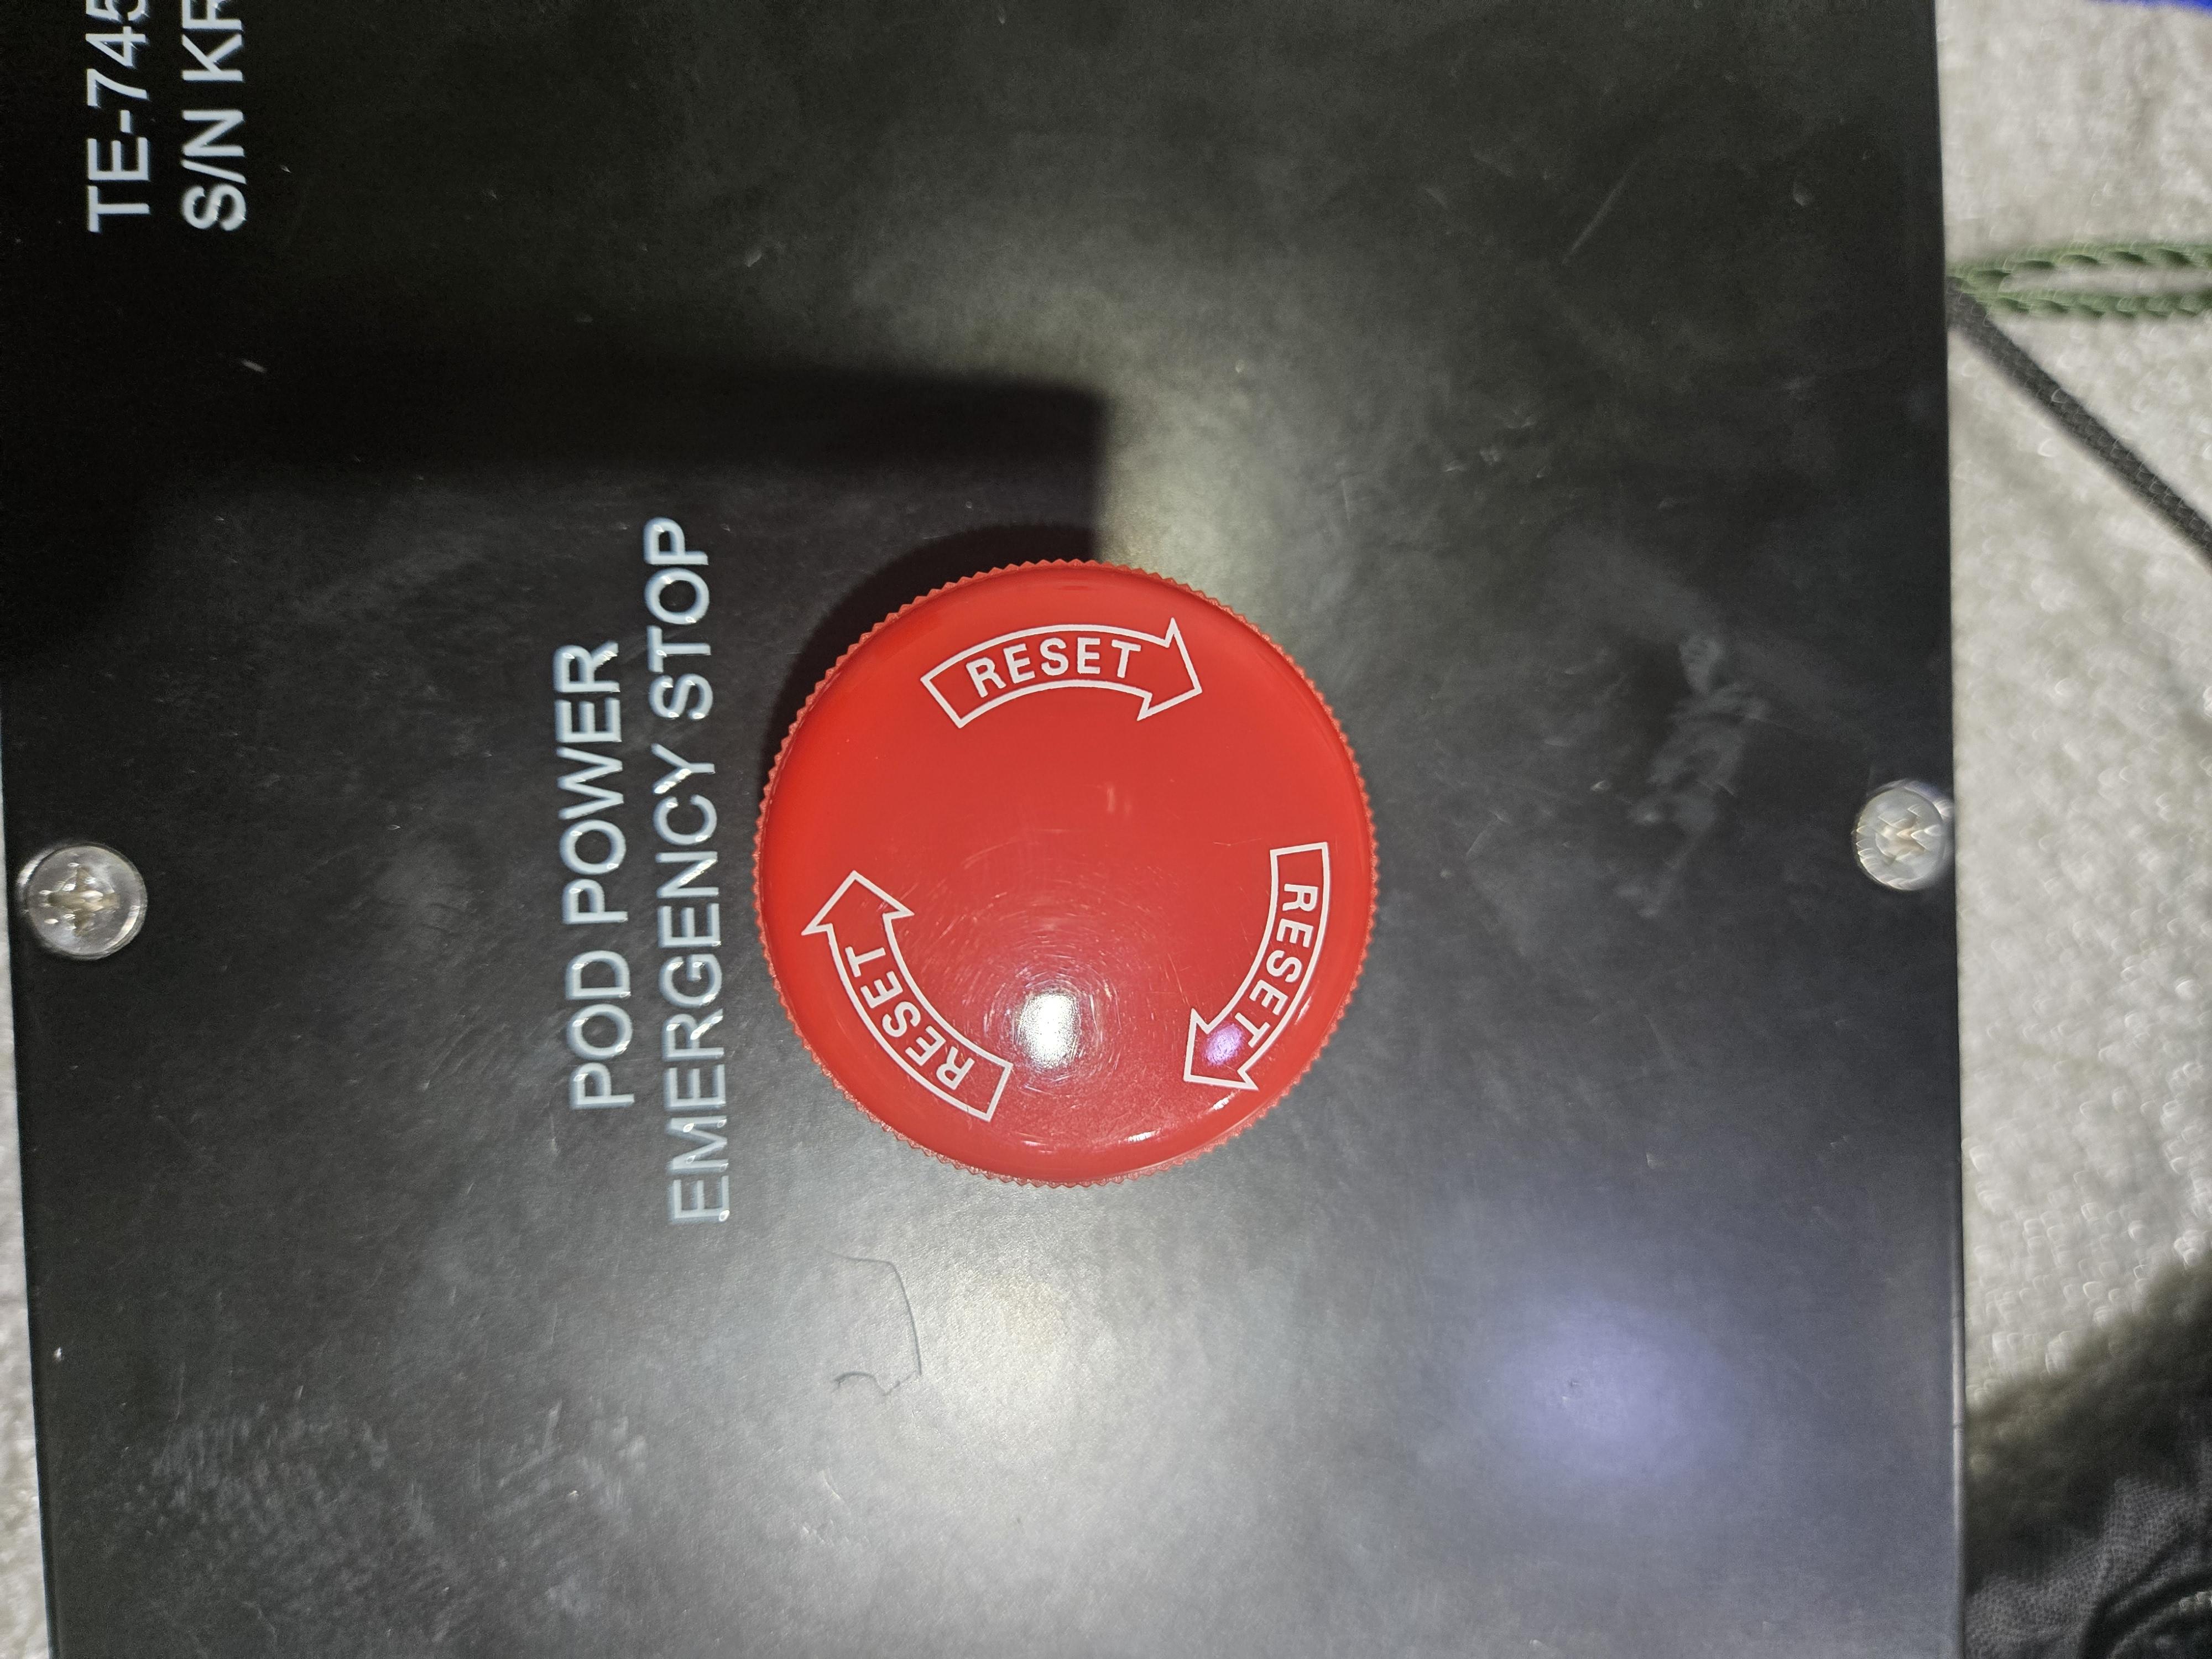 TE-745
S/N KR
POD POWER
EMERGENCY STOP
RESET
RESET
RESET